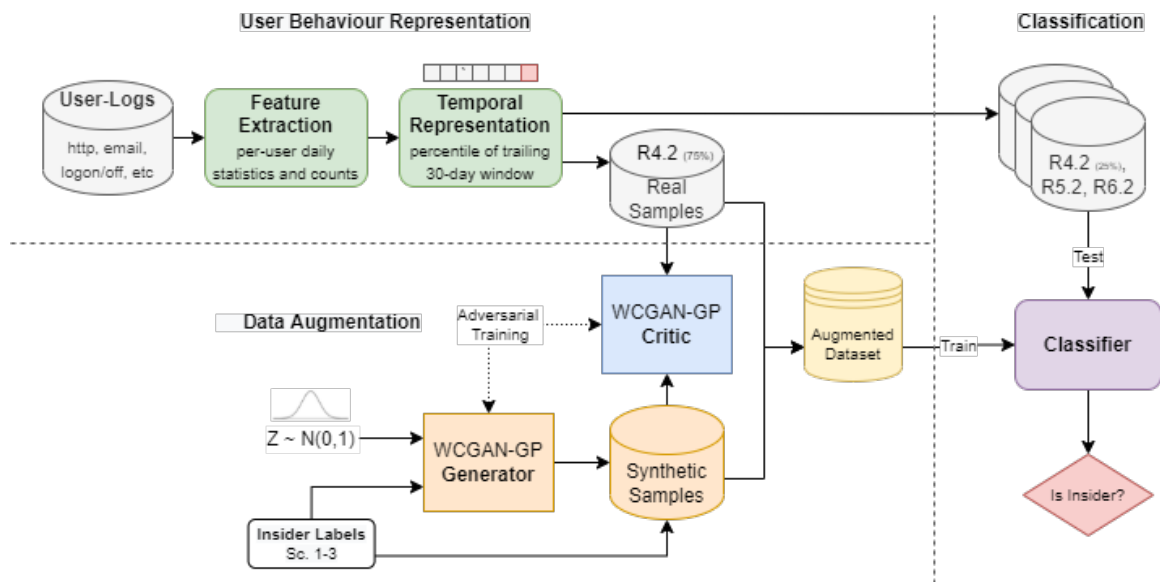 User Behaviour Representation
Classification
User-Logs
http, email,
logon/off, etc
Feature
Extraction
per-user daily
statistics and counts
Temporal
Representation
percentile of trailing
30-day window
R4.2 (75%)
Real
Samples
R4.2 (25%),
R5.2, R6.2
Test
Data Augmentation
Adversarial
Training
WCGAN-GP
Critic
Augmented
Dataset
Train
Classifier
Z ~ N(0,1)
WCGAN-GP
Generator
Synthetic
Samples
Is Insider?
Insider Labels
Sc. 1-3